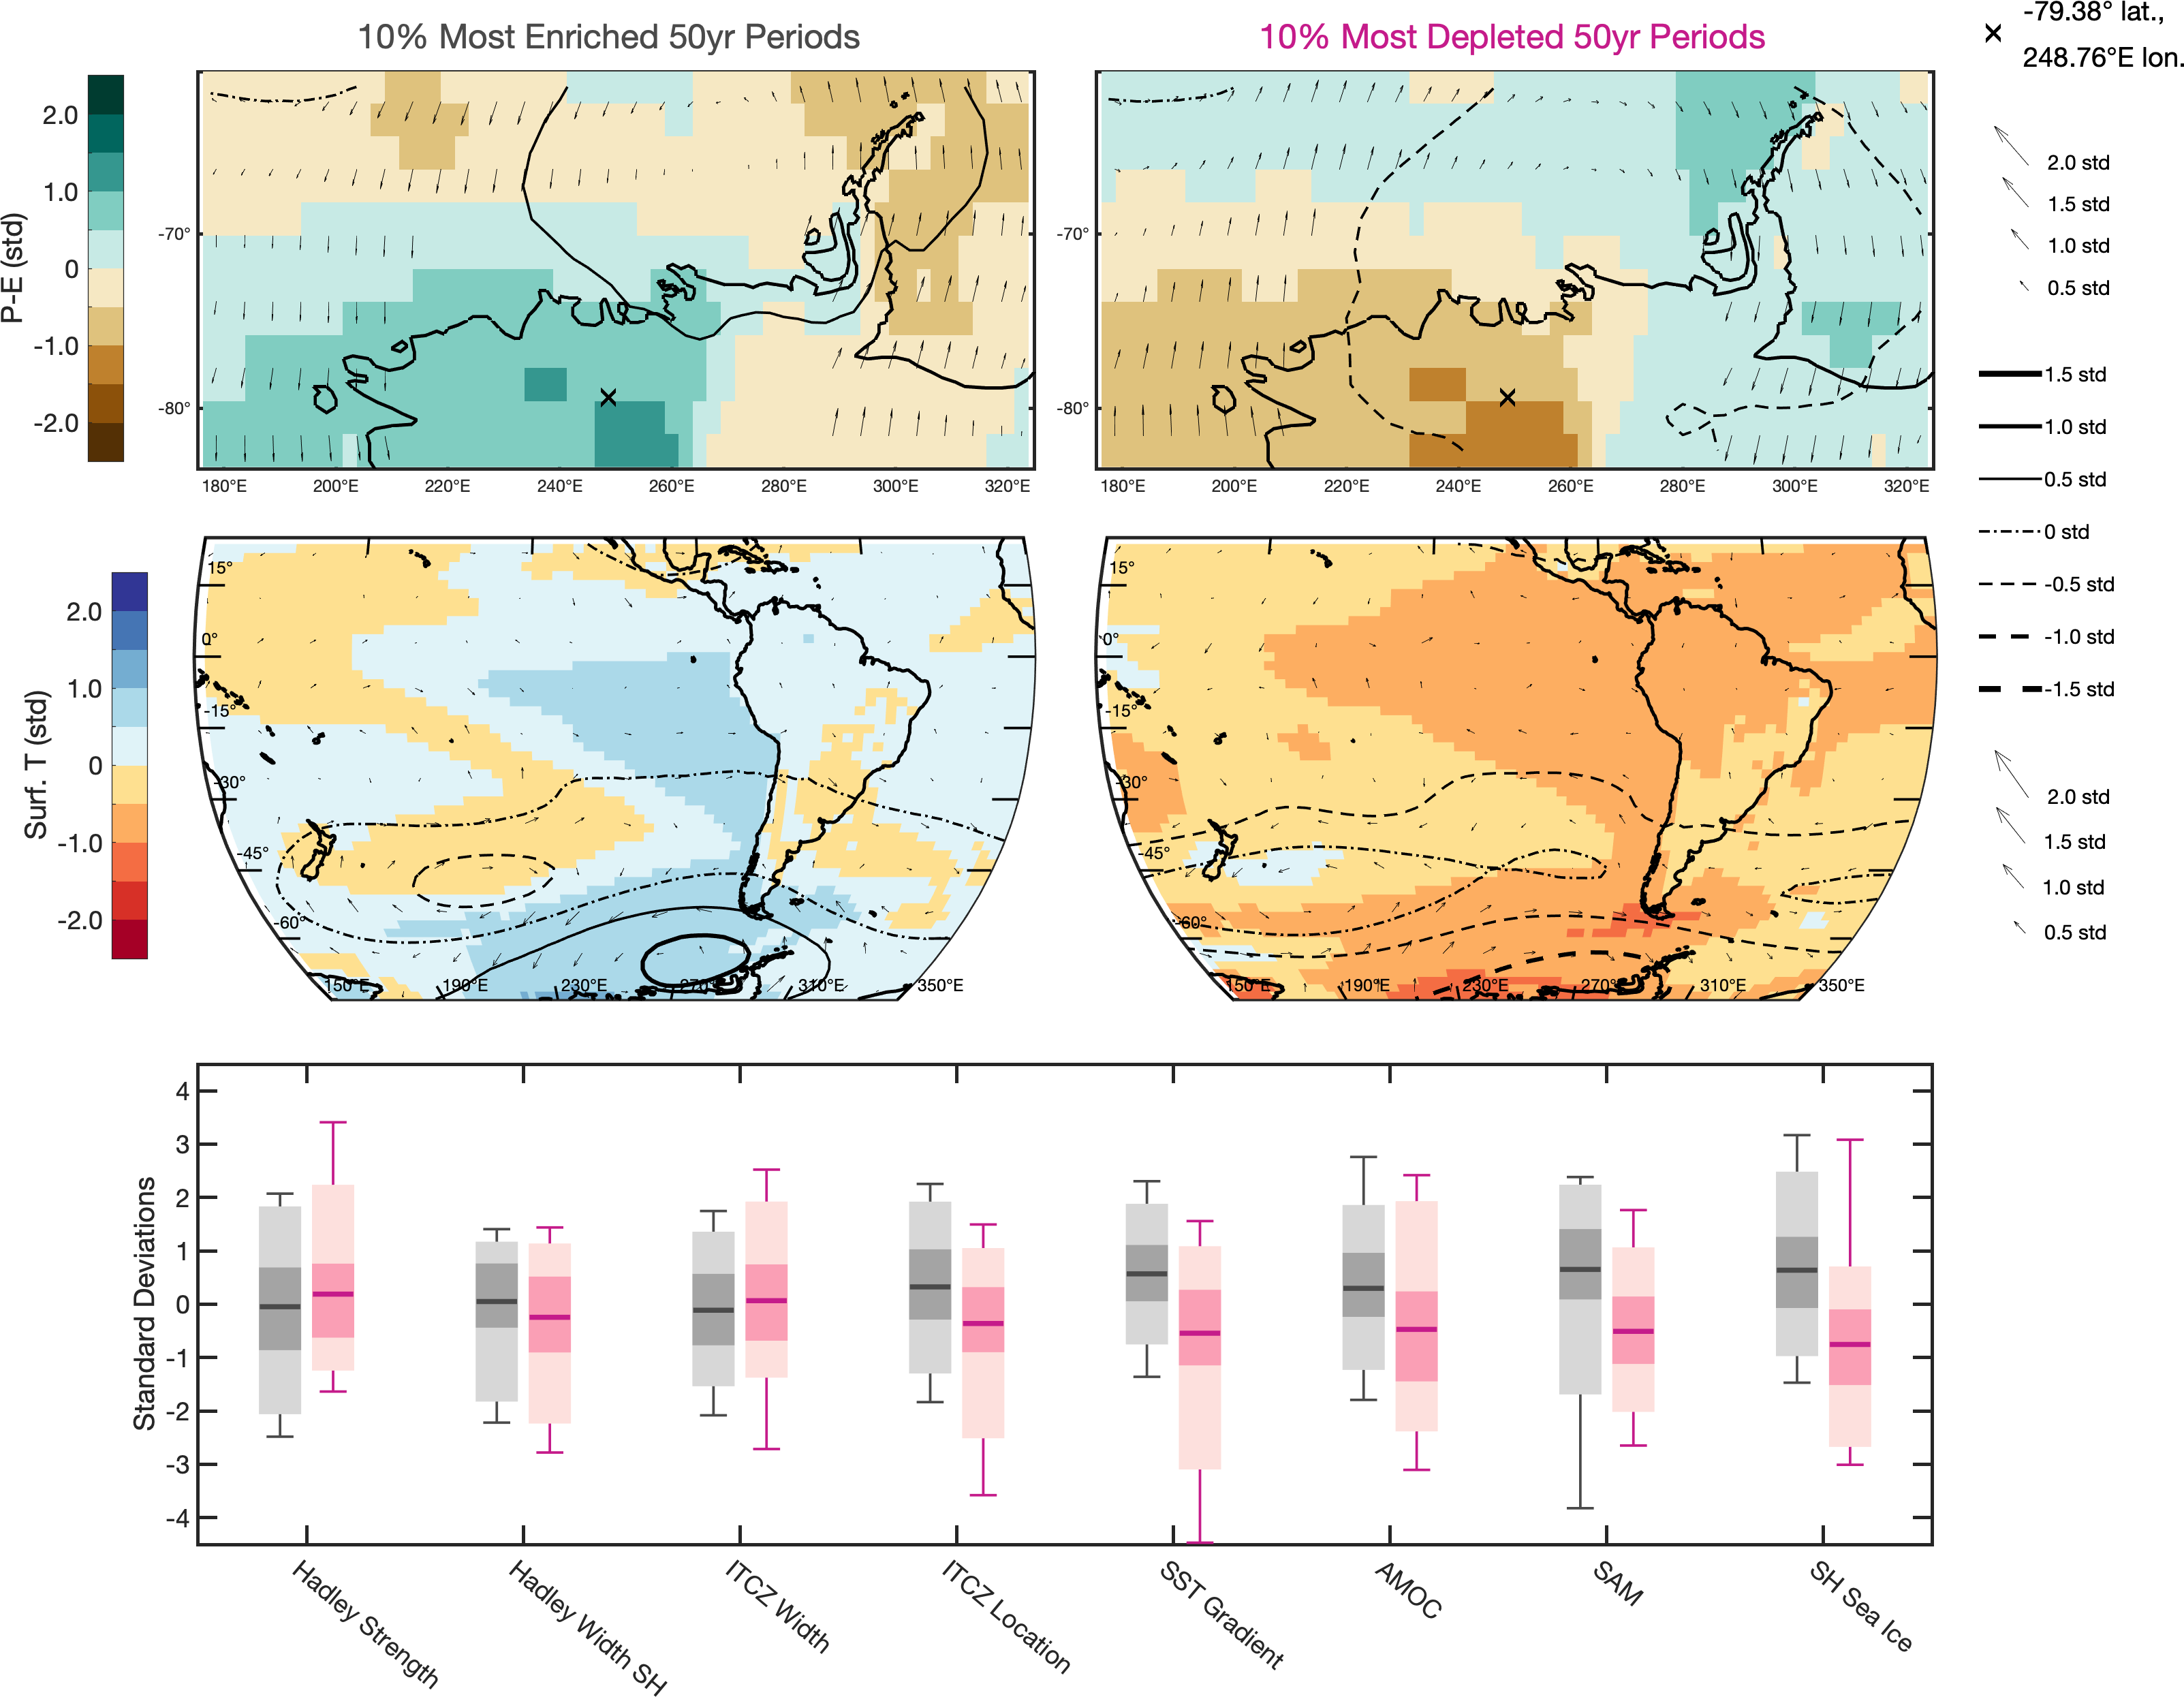 10% Most Enriched 50yr Periods
10% Most Depleted 50yr Periods
-79.38° lat.,
248.76°E lon.
P-E (std)
2.0
1.0
0
-1.0
-2.0
-70°
-80°
180°E
200°E
220°E
240°E
260°E
280°E
300°E
320°E
-70°
-80°
180°E
200°E
220°E
240°E
260°E
280°E
300°E
320°E
2.0 std
1.5 std
1.0 std
0.5 std
1.5 std
1.0 std
0.5 std
0 std
-0.5 std
-1.0 std
-1.5 std
2.0 std
1.5 std
1.0 std
0.5 std
Surf. T (std)
2.0
1.0
0
-1.0
-2.0
15°
0°
-15°
-30°
-45°
-60°
150°E
190°E
230°E
270°E
310°E
350°E
15°
0°
-15°
-30°
-45°
-60°
150°E
190°E
230°E
270°E
310°E
350°E
Standard Deviations
4
3
2
1
0
-1
-2
-3
-4
Hadley Strength
Hadley Width SH
ITCZ Width
ITCZ Location
SST Gradient
AMOC
SAM
SH Sea Ice